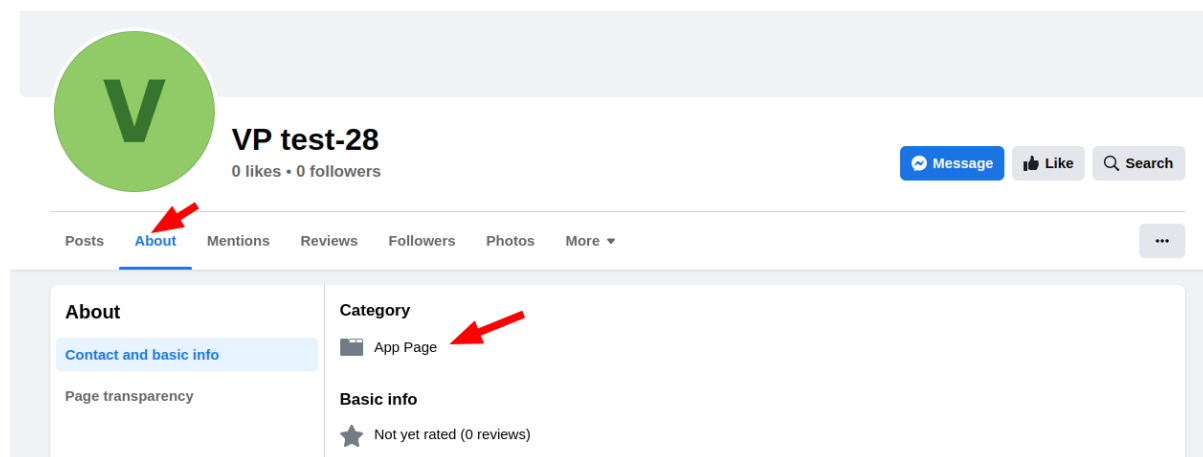 V
VP test-28
0 likes • 0 followers
Message
Like
Search
Posts About Mentions Reviews Followers Photos More
About
Contact and basic info
Page transparency
Category
App Page
Basic info
Not yet rated (0 reviews)